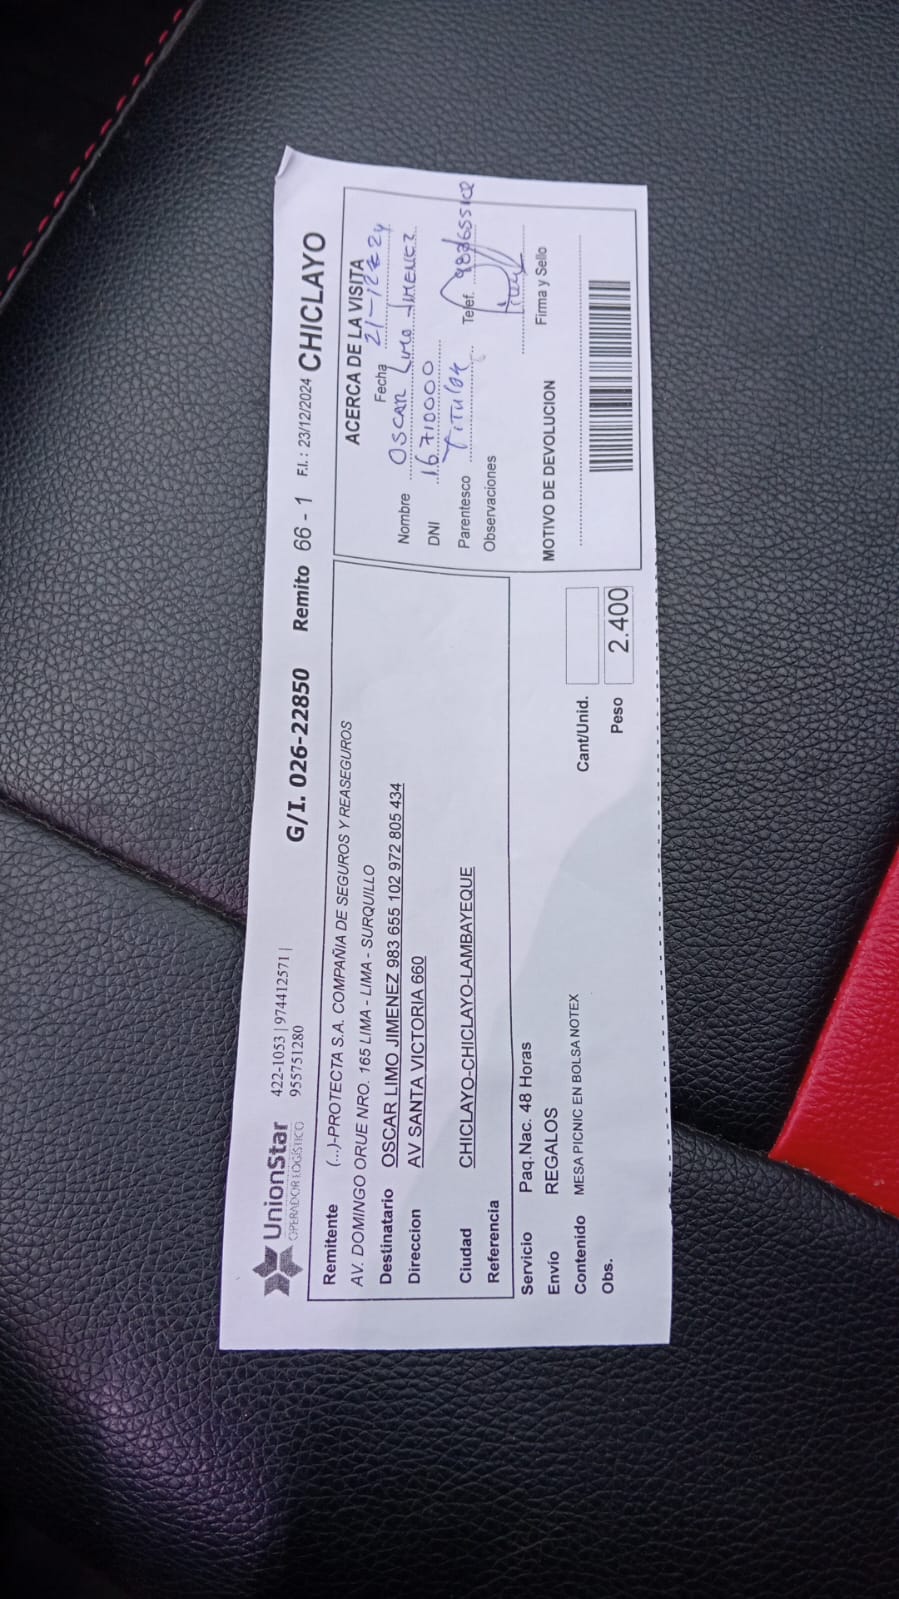 UnionStar
OPERADOR LOGÍSTICO
422-1053 | 974412571 |
955751280
G/I. 026-22850 Remito 66 - 1 F.I.: 23/12/2024 CHICLAYO
Remitente (...)-PROTECTA S.A. COMPAÑIA DE SEGUROS Y REASEGUROS
AV. DOMINGO ORUE NRO. 165 LIMA - LIMA - SURQUILLO
Destinatario OSCAR LIMO JIMENEZ 983 655 102 972 805 434
Direccion AV SANTA VICTORIA 660
Ciudad CHICLAYO-CHICLAYO-LAMBAYEQUE
Referencia
Servicio Paq.Nac. 48 Horas
Envío REGALOS
Contenido MESA PICNIC EN BOLSA NOTEX
Obs.
Cant/Unid.
Peso 2.400
ACERCA DE LA VISITA
Fecha
Nombre OSCAR Limo JIMENEZ
DNI 16710000
Parentesco TITULAR Telef.
Observaciones
Firma y Sello
MOTIVO DE DEVOLUCION